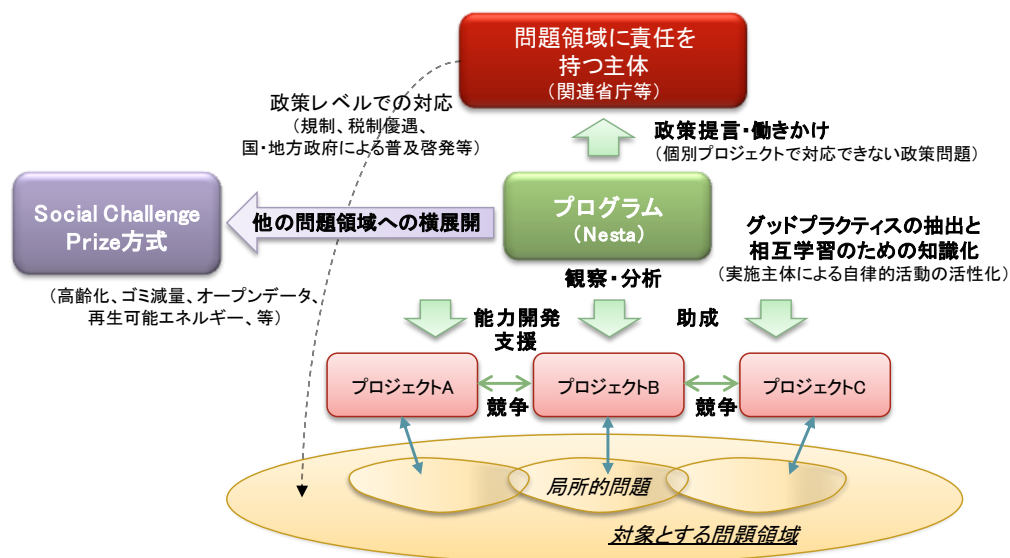 問題領域に責任を
持つ主体
（関連省庁等）
政策レベルでの対応
（規制、税制優遇、
国・地方政府による普及啓発等）
政策提言・働きかけ
（個別プロジェクトで対応できない政策問題）
Social Challenge
Prize方式
他の問題領域への横展開
プログラム
（Nesta）
グッドプラクティスの抽出と
相互学習のための知識化
（実施主体による自律的活動の活性化）
観察・分析
（高齢化、ゴミ減量、オープンデータ、
再生可能エネルギー、等）
能力開発
支援
助成
プロジェクトA
プロジェクトB
プロジェクトC
競争
競争
局所的問題
対象とする問題領域